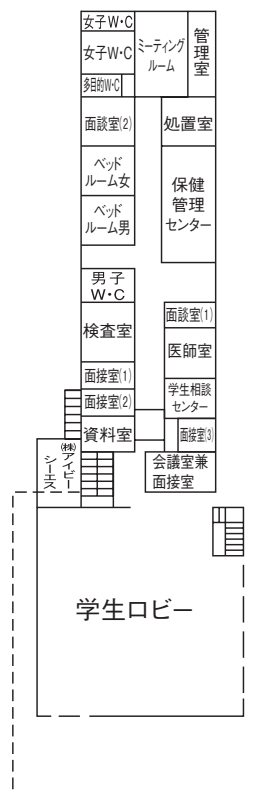 女子W・C
女子W・C
多目的W・C
ミーティング
ルーム
管理室
面談室⑵
処置室
ベッド
ルーム女
ベッド
ルーム男
保健
管理
センター
男子
W・C
検査室
面談室⑴
医師室
面接室⑴
面接室⑵
学生相談
センター
資料室
面接室⑶
㈱アイビー
シーエス
会議室兼
面接室
学生ロビー